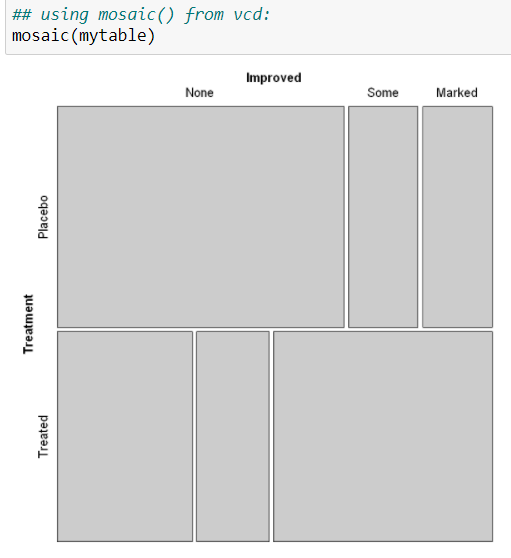 ## using mosaic() from vcd:
mosaic(mytable)
Improved
None Some Marked
Treatment
Placebo
Treated